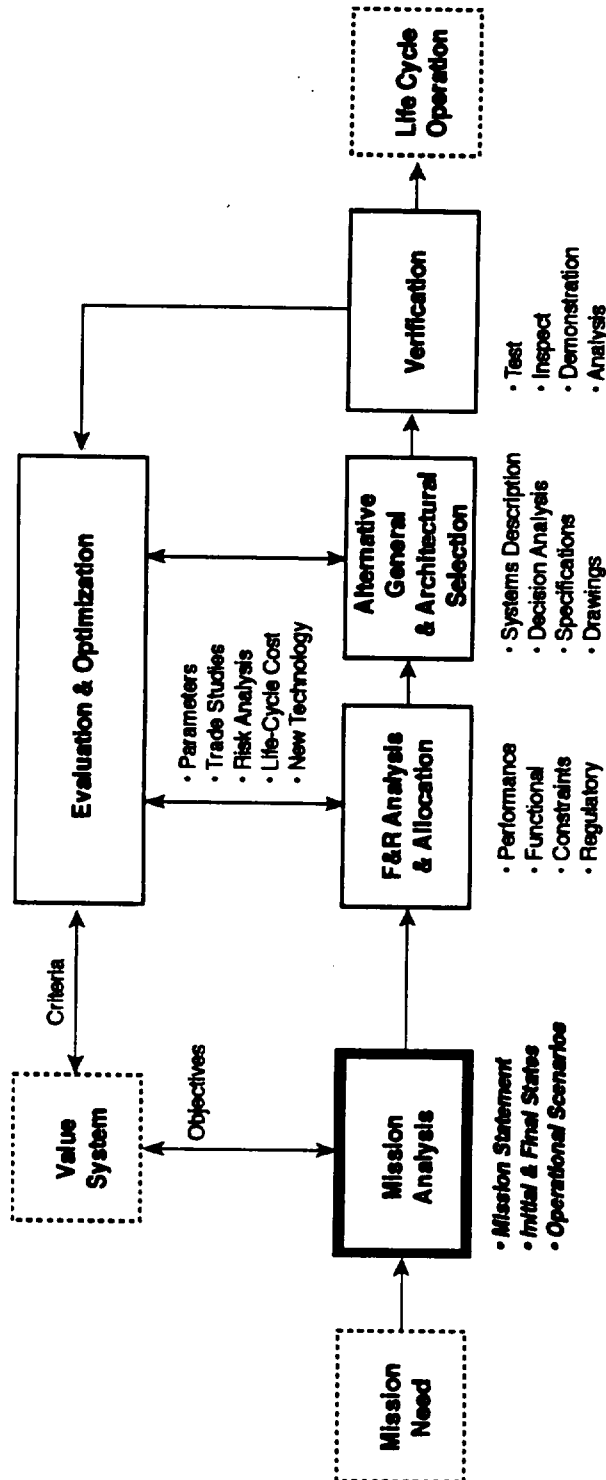 Value
System
Criteria
Evaluation & Optimization
Objectives
• Parameters
• Trade Studies
• Risk Analysis
• Life-Cycle Cost
• New Technology
Mission
Need
Mission
Analysis
F&R Analysis
& Allocation
Alternative
General
& Architectural
Selection
Verification
Life Cycle
Operation
• Mission Statement
• Initial & Final States
• Operational Scenarios
• Performance
• Functional
• Constraints
• Regulatory
• Systems Description
• Decision Analysis
• Specifications
• Drawings
• Test
• Inspect
• Demonstration
• Analysis